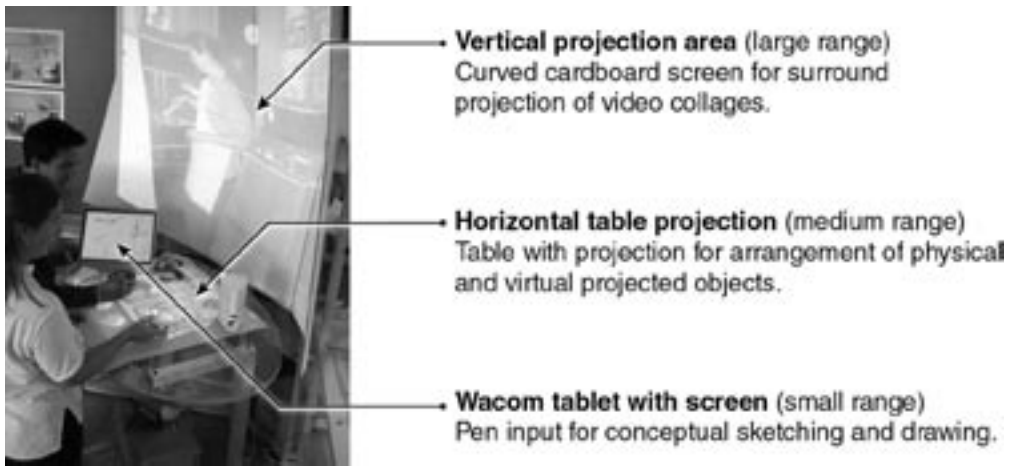 Vertical projection area (large range)
Curved cardboard screen for surround
projection of video collages.
Horizontal table projection (medium range)
Table with projection for arrangement of physical
and virtual projected objects.
Wacom tablet with screen (small range)
Pen input for conceptual sketching and drawing.